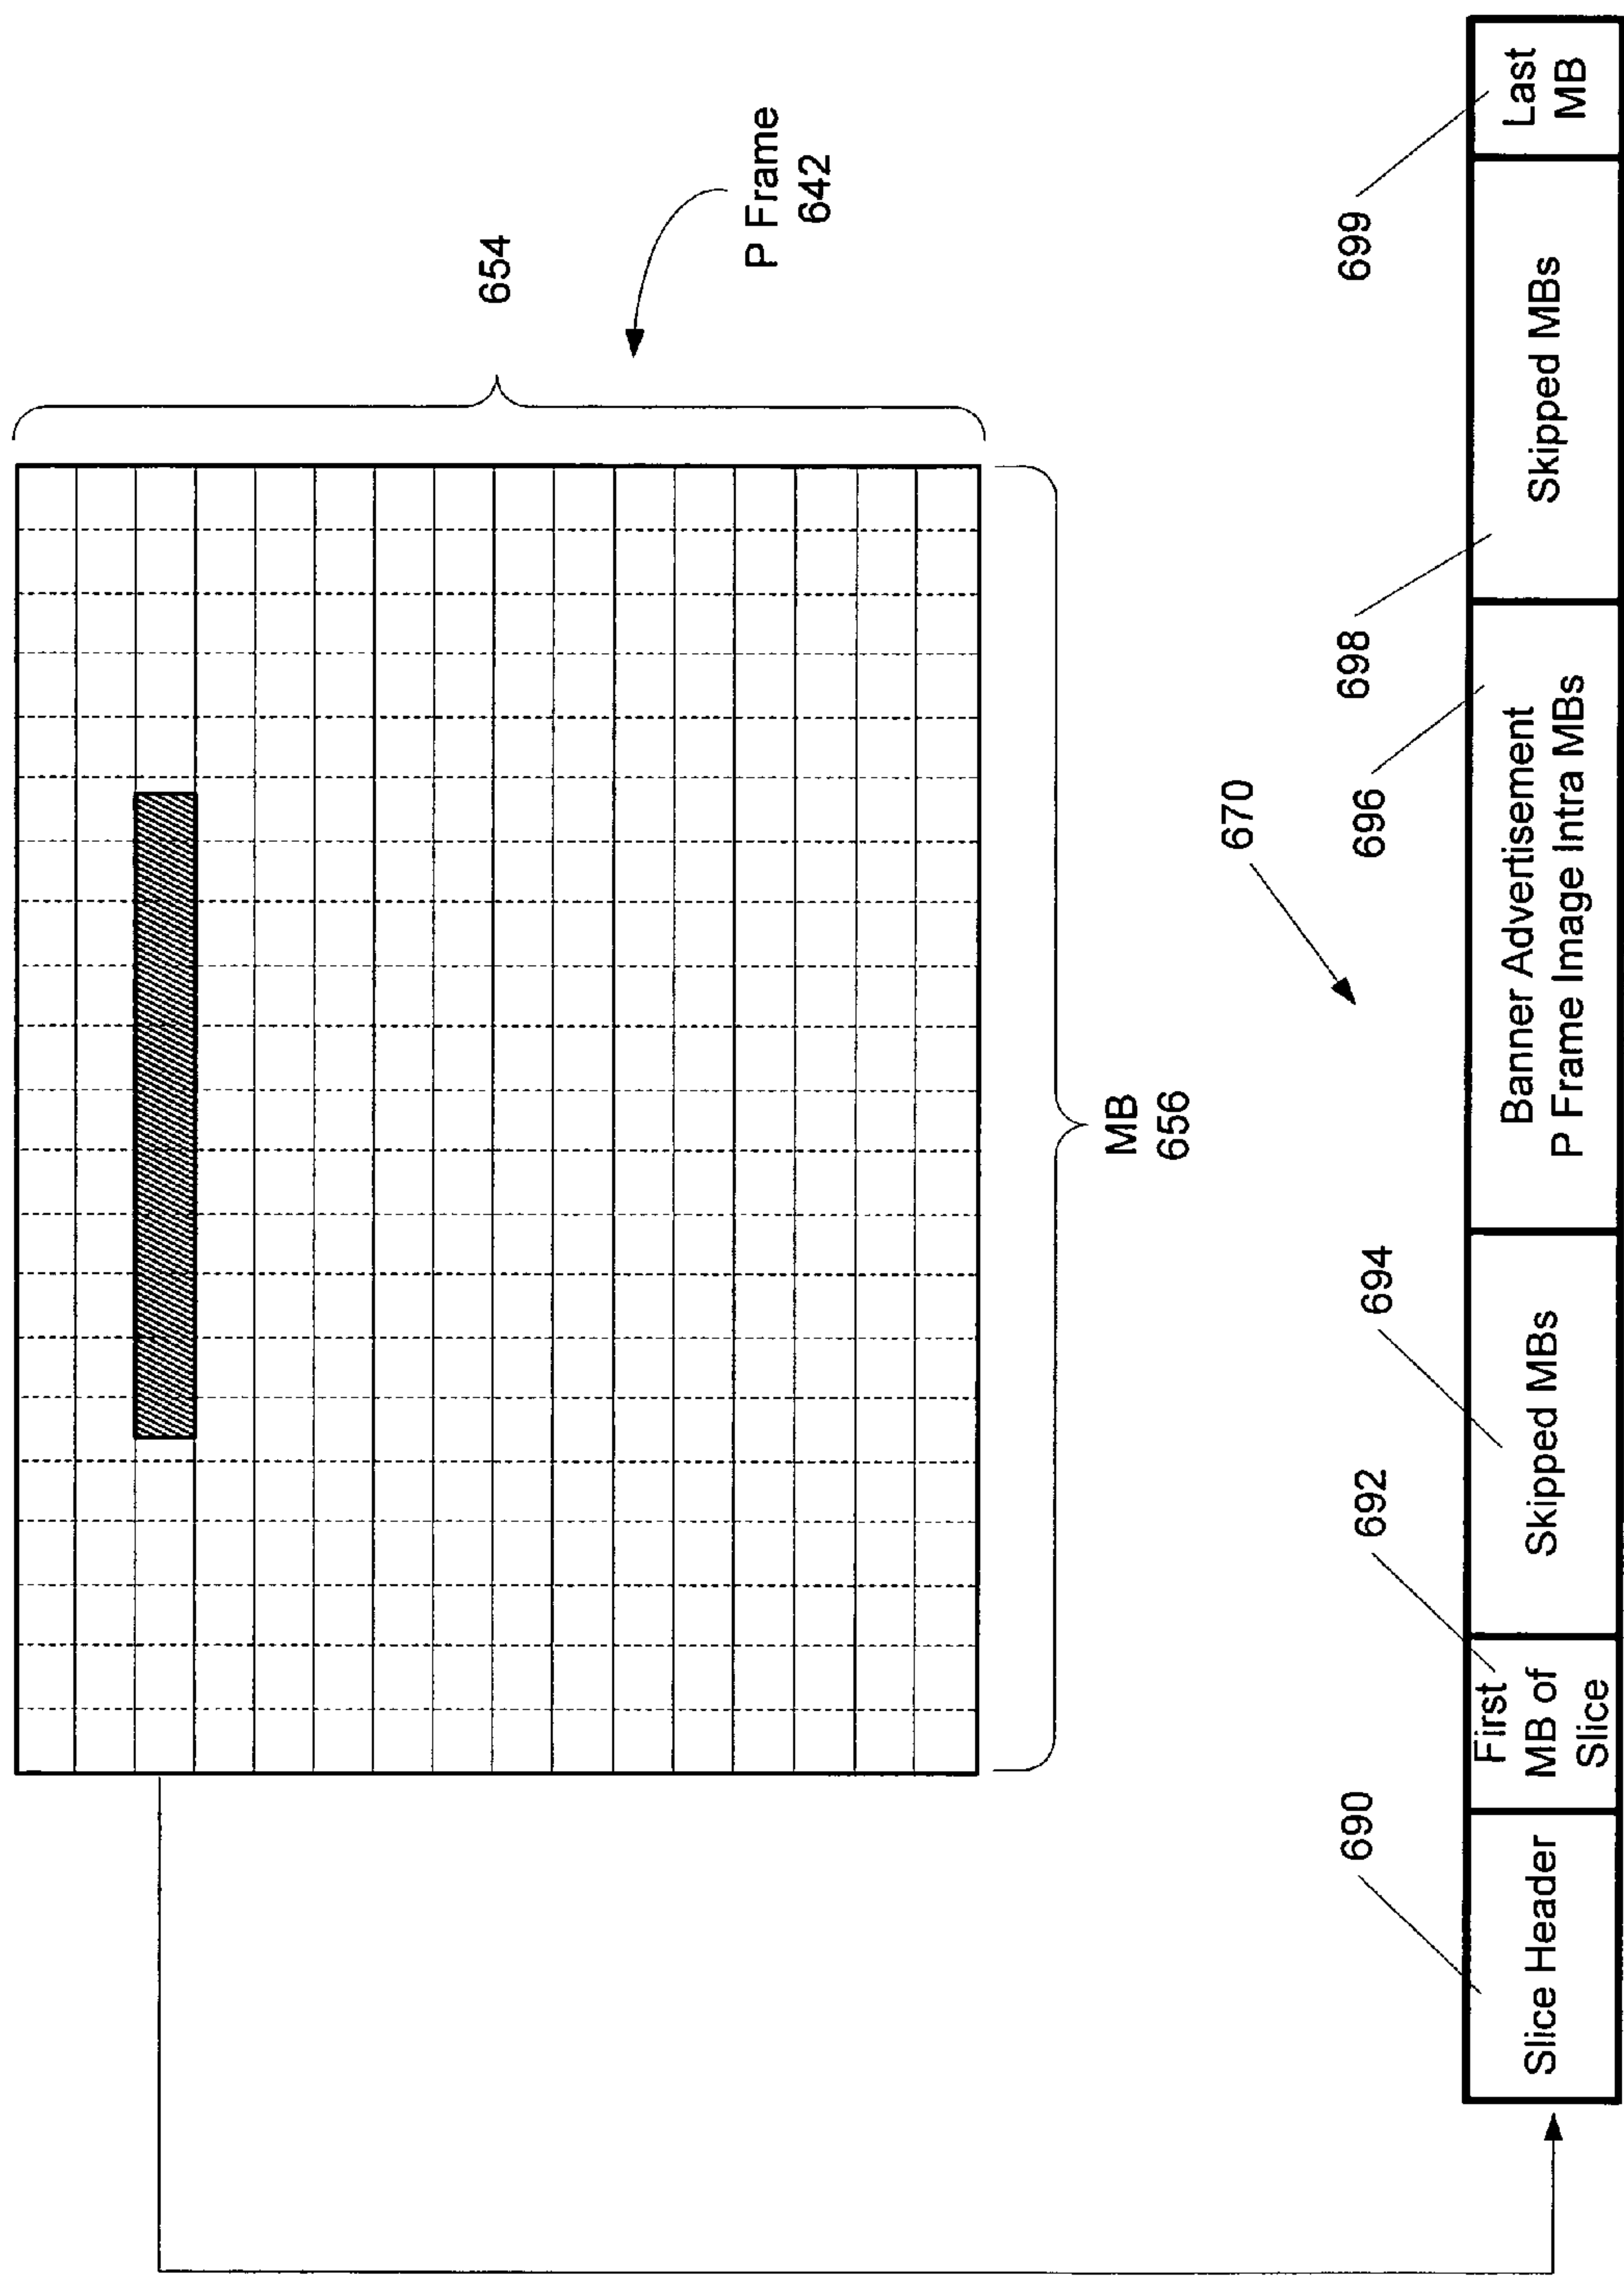 654
P Frame
642
MB
656
670
690
692
694
696
698
699
Slice Header
First
MB of
Slice
Skipped MBs
Banner Advertisement
P Frame Image Intra MBs
Skipped MBs
Last
MB